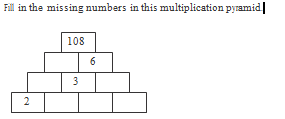 Fill in the missing numbers in this multiplication pyramid
108
6
3
2